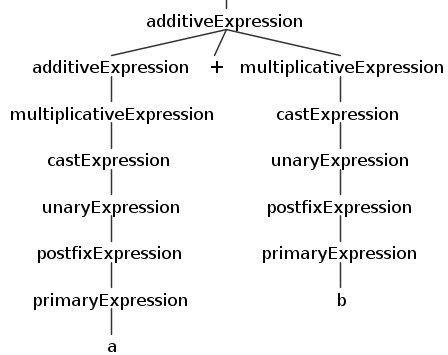 additiveExpression
additiveExpression + multiplicativeExpression
multiplicativeExpression castExpression
castExpression unaryExpression
unaryExpression postfixExpression
postfixExpression primaryExpression
primaryExpression b
a